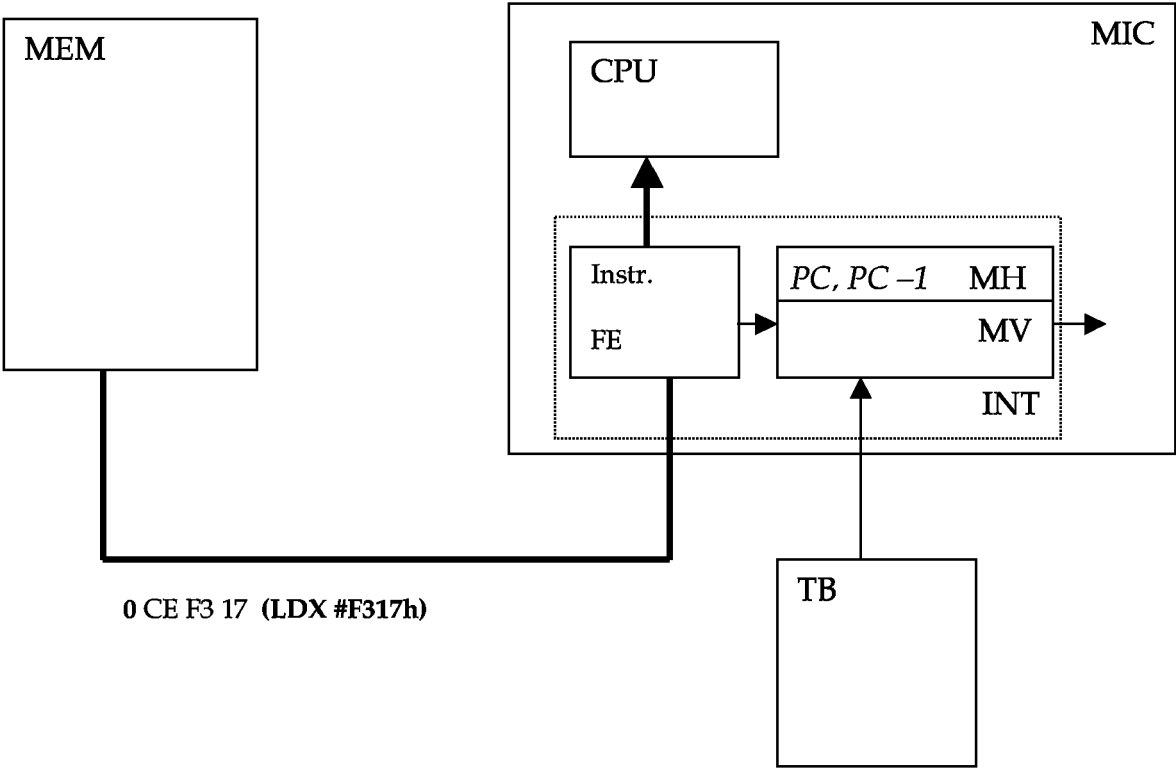 MEM
MIC
CPU
Instr.
FE
PC, PC –1 MH
MV
INT
TB
0 CE F3 17 (LDX #F317h)